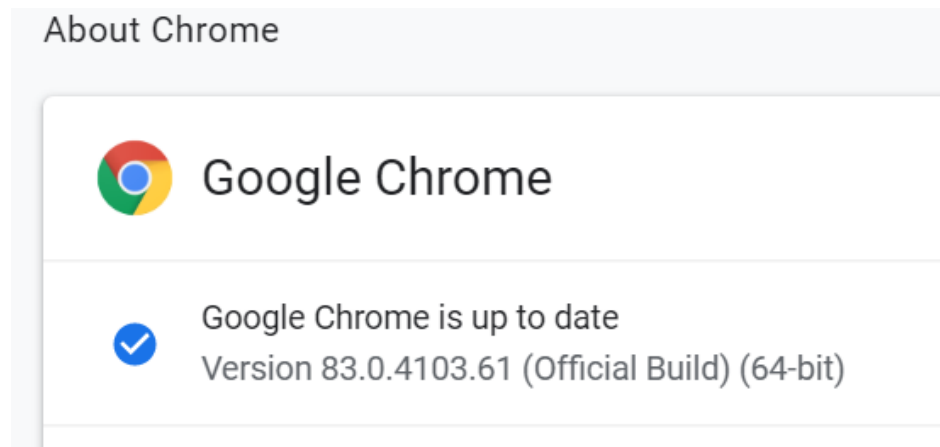 About Chrome
Google Chrome
Google Chrome is up to date
Version 83.0.4103.61 (Official Build) (64-bit)